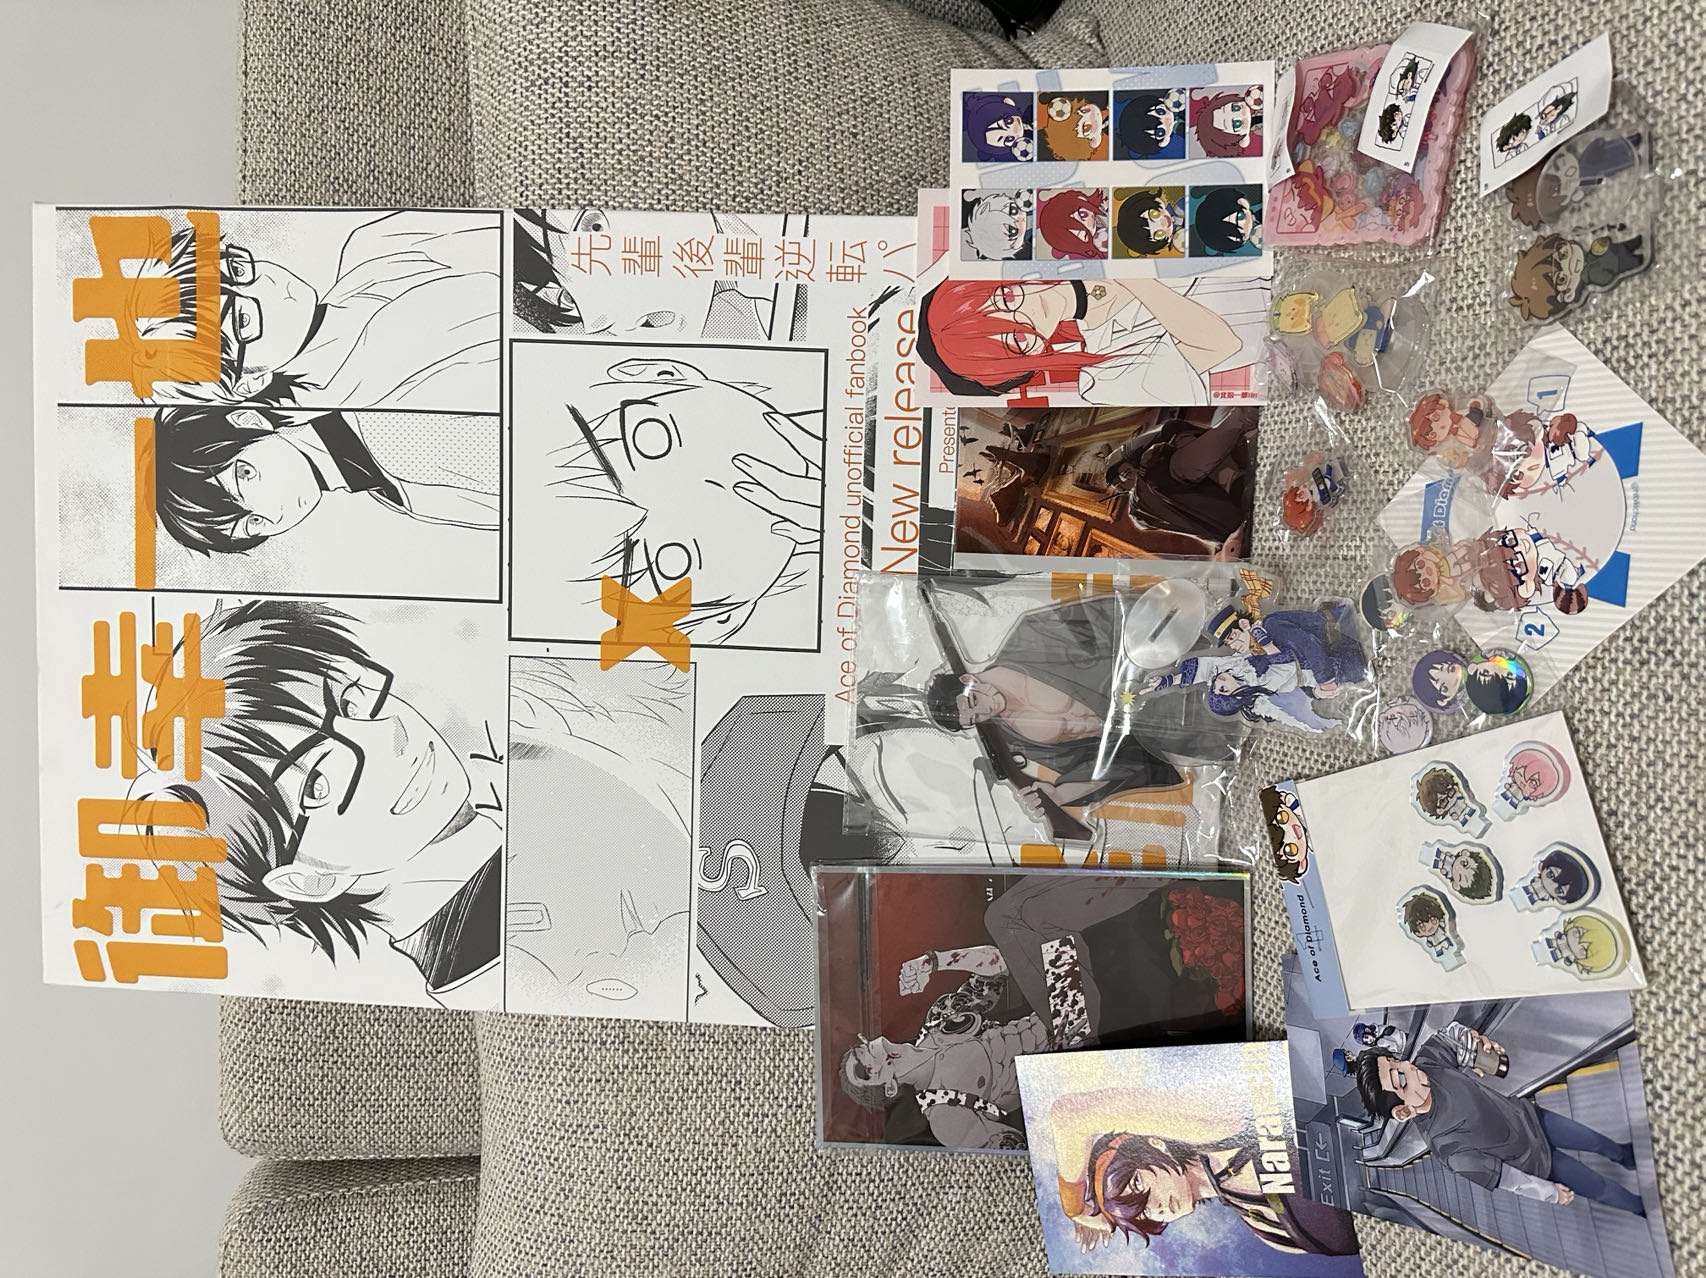 御幸一也
S
X
先輩後輩逆転パ
Ace of Diamond unofficial fanbook
New release
Presente
Exit
Ace of Diamond
2
1